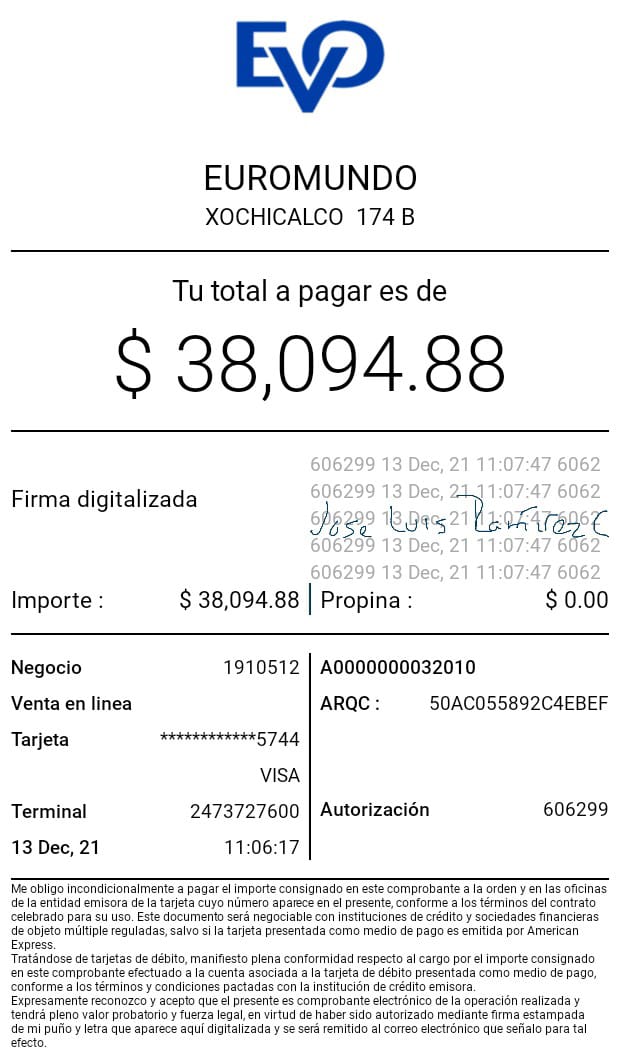 EVO
EUROMUNDO
XOCHICALCO 174 B
Tu total a pagar es de
$ 38,094.88
Firma digitalizada
606299 13 Dec, 21 11:07:47 6062
606299 13 Dec, 21 11:07:47 6062
606299 13 Dec, 21 11:07:47 6062
Jose Luis Ramirez C
606299 13 Dec, 21 11:07:47 6062
606299 13 Dec, 21 11:07:47 6062
Importe : $ 38,094.88 Propina : $ 0.00
Negocio 1910512 A0000000032010
Venta en linea ARQC : 50AC055892C4EBEF
Tarjeta ************5744
VISA
Terminal 2473727600 Autorización 606299
13 Dec, 21 11:06:17
Me obligo incondicionalmente a pagar el importe consignado en este comprobante a la orden y en las oficinas
de la entidad emisora de la tarjeta cuyo número aparece en el presente, conforme a los términos del contrato
celebrado para su uso. Este documento será negociable con instituciones de crédito y sociedades financieras
de objeto múltiple reguladas, salvo si la tarjeta presentada como medio de pago es emitida por American
Express.
Tratándose de tarjetas de débito, manifiesto plena conformidad respecto al cargo por el importe consignado
en este comprobante efectuado a la cuenta asociada a la tarjeta de débito presentada como medio de pago,
conforme a los términos y condiciones pactadas con la institución de crédito emisora.
Expresamente reconozco y acepto que el presente es comprobante electrónico de la operación realizada y
tendrá pleno valor probatorio y fuerza legal, en virtud de haber sido autorizado mediante firma estampada
de mi puño y letra que aparece aquí digitalizada y se será remitido al correo electrónico que señalo para tal
efecto.